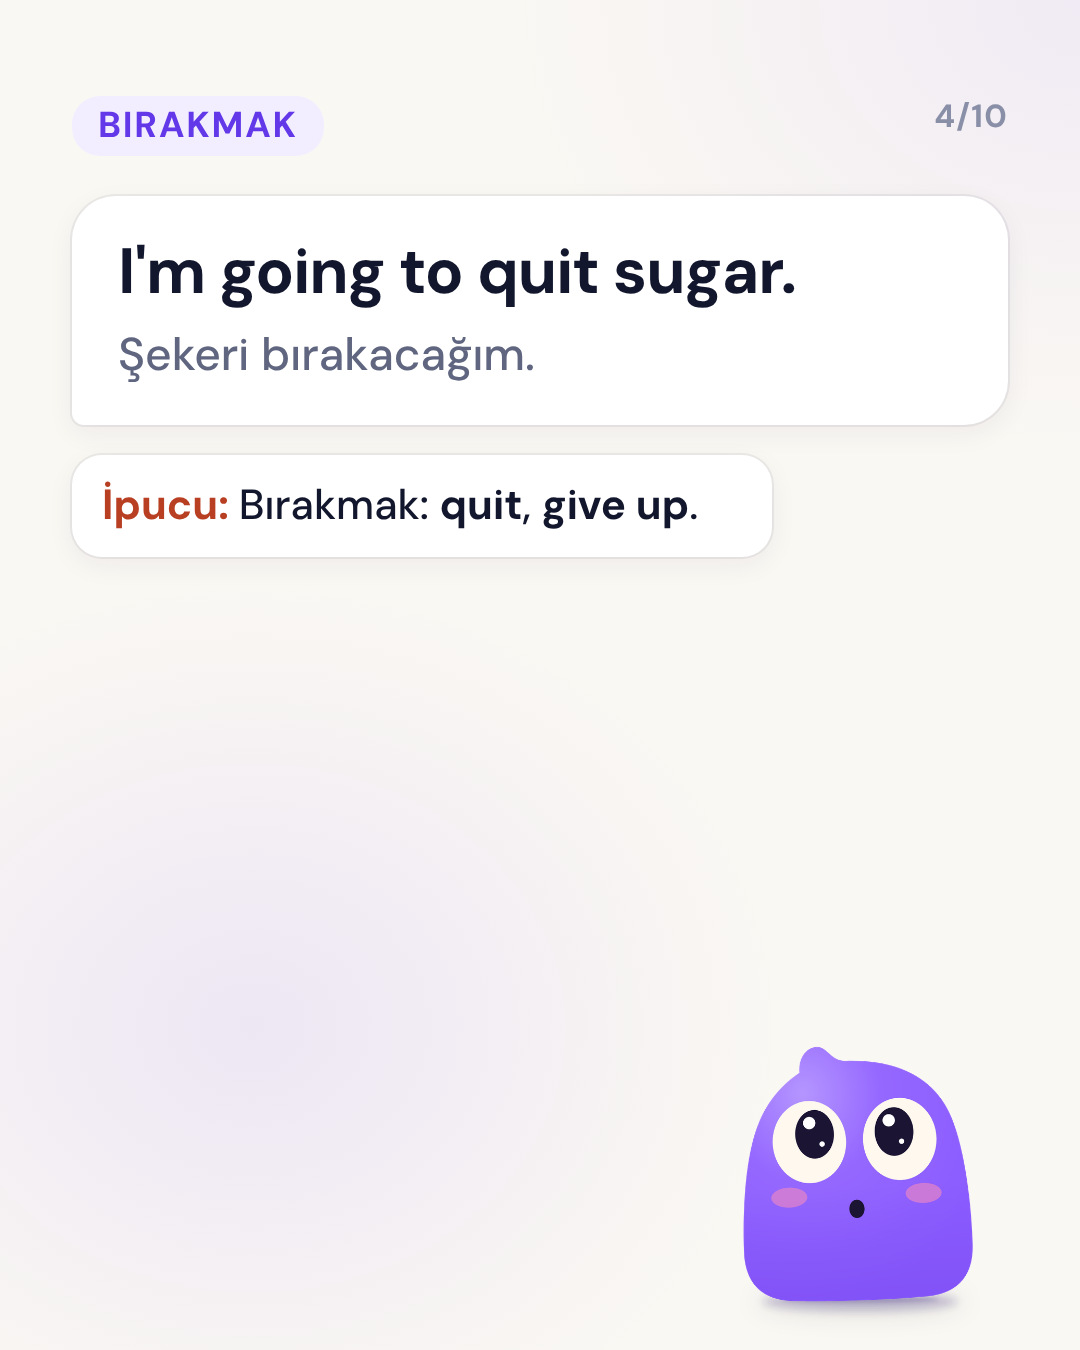 BIRAKMAK
4/10
I'm going to quit sugar.
Şekeri bırakacağım.
İpucu: Bırakmak: quit, give up.